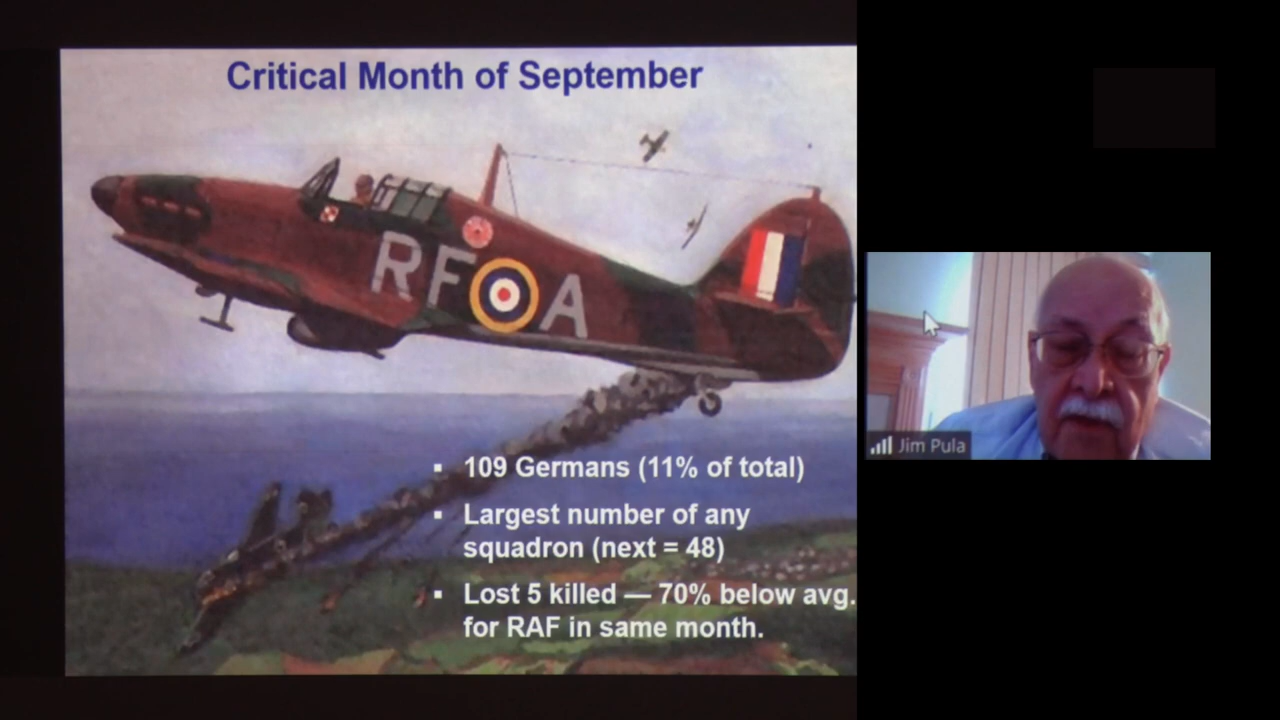 Critical Month of September
RF A
▪ 109 Germans (11% of total)
▪ Largest number of any
squadron (next = 48)
▪ Lost 5 killed — 70% below avg.
for RAF in same month.
Jim Pula